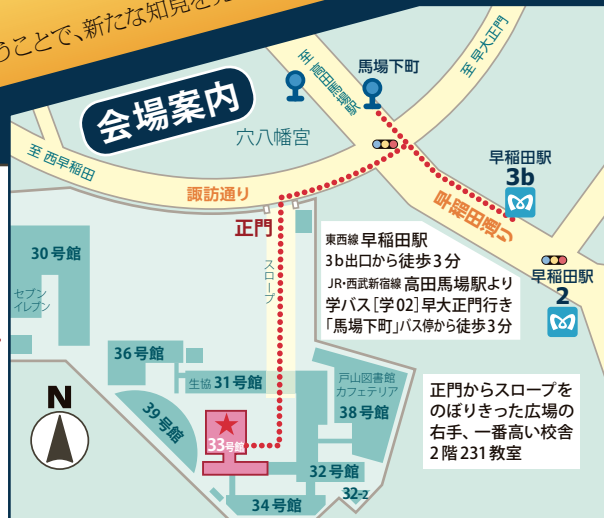 うことで、新たな知見を
会場案内
至 高田馬場駅
馬場下町
至 早大正門
穴八幡宮
至 西早稲田
諏訪通り
早稲田駅
3b
早稲田通り
早稲田駅
2
正門
スロープ
東西線 早稲田駅
3b出口から徒歩3分
JR・西武新宿線 高田馬場駅より
学バス[学02]早大正門行き
「馬場下町」バス停から徒歩3分
30号館
セブン
イレブン
36号館
生協 31号館
戸山図書館
カフェテリア
38号館
39号館
33号館
32号館
32-2
34号館
N
正門からスロープを
のぼりきった広場の
右手、一番高い校舎
2階231教室